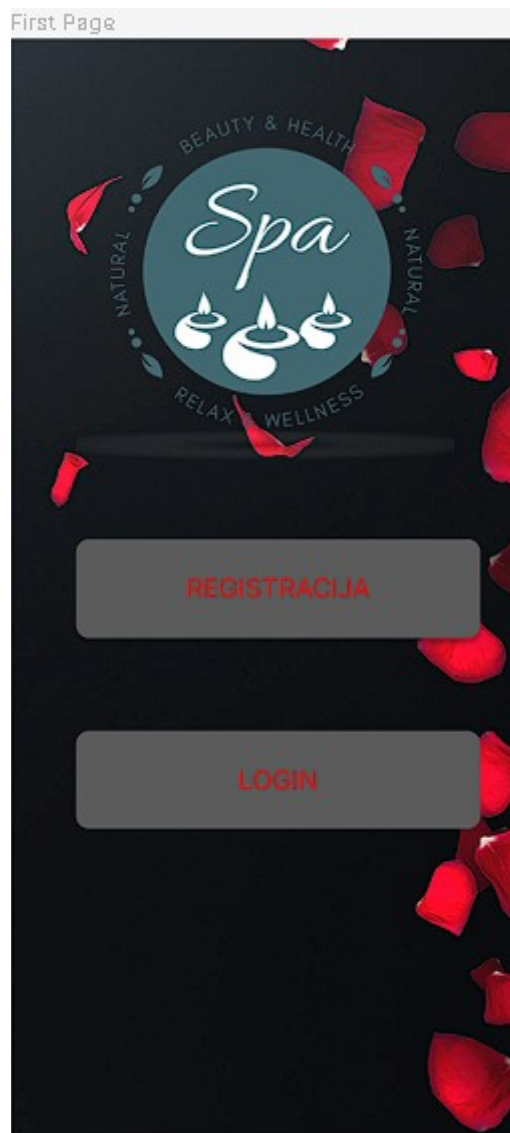 First Page
BEAUTY & HEALTH
NATURAL
Spa
NATURAL
RELAX & WELLNESS
REGISTRACIJA
LOGIN